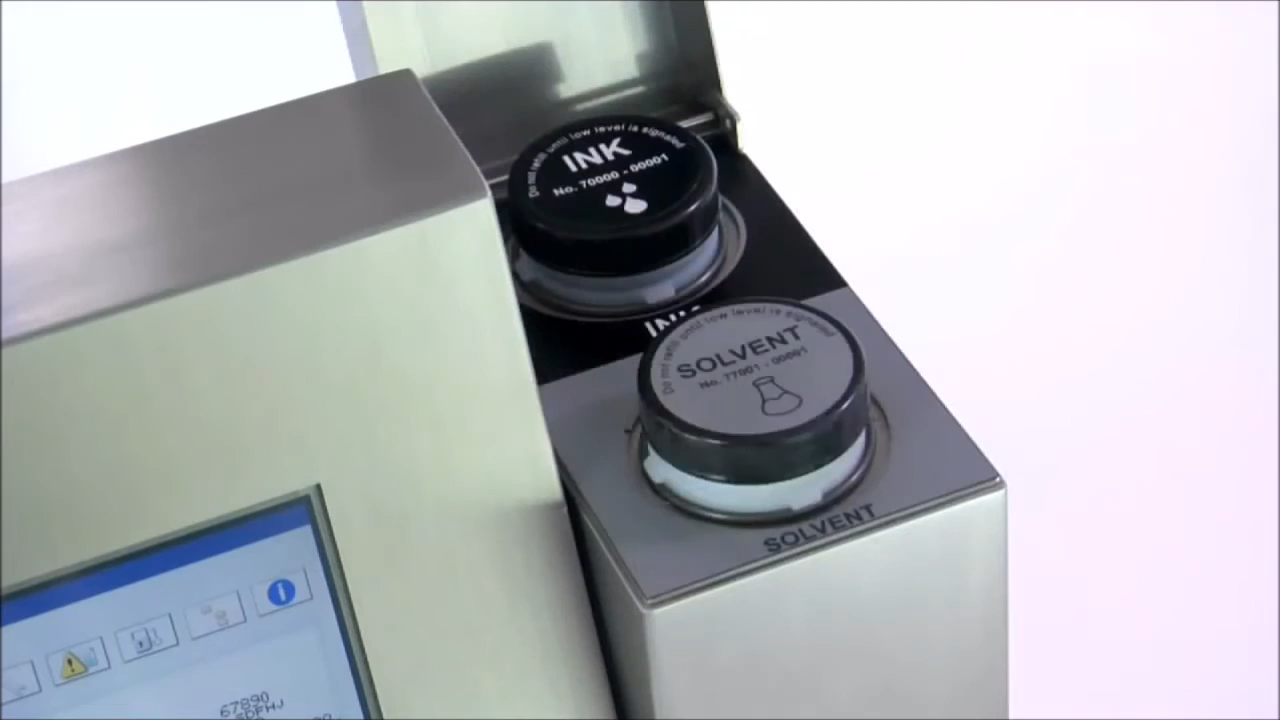 Do not refill until low level is signaled
INK
No. 70000 - 00001
INK
Do not refill until low level is signaled
SOLVENT
No. 77001 - 00001
SOLVENT
67890